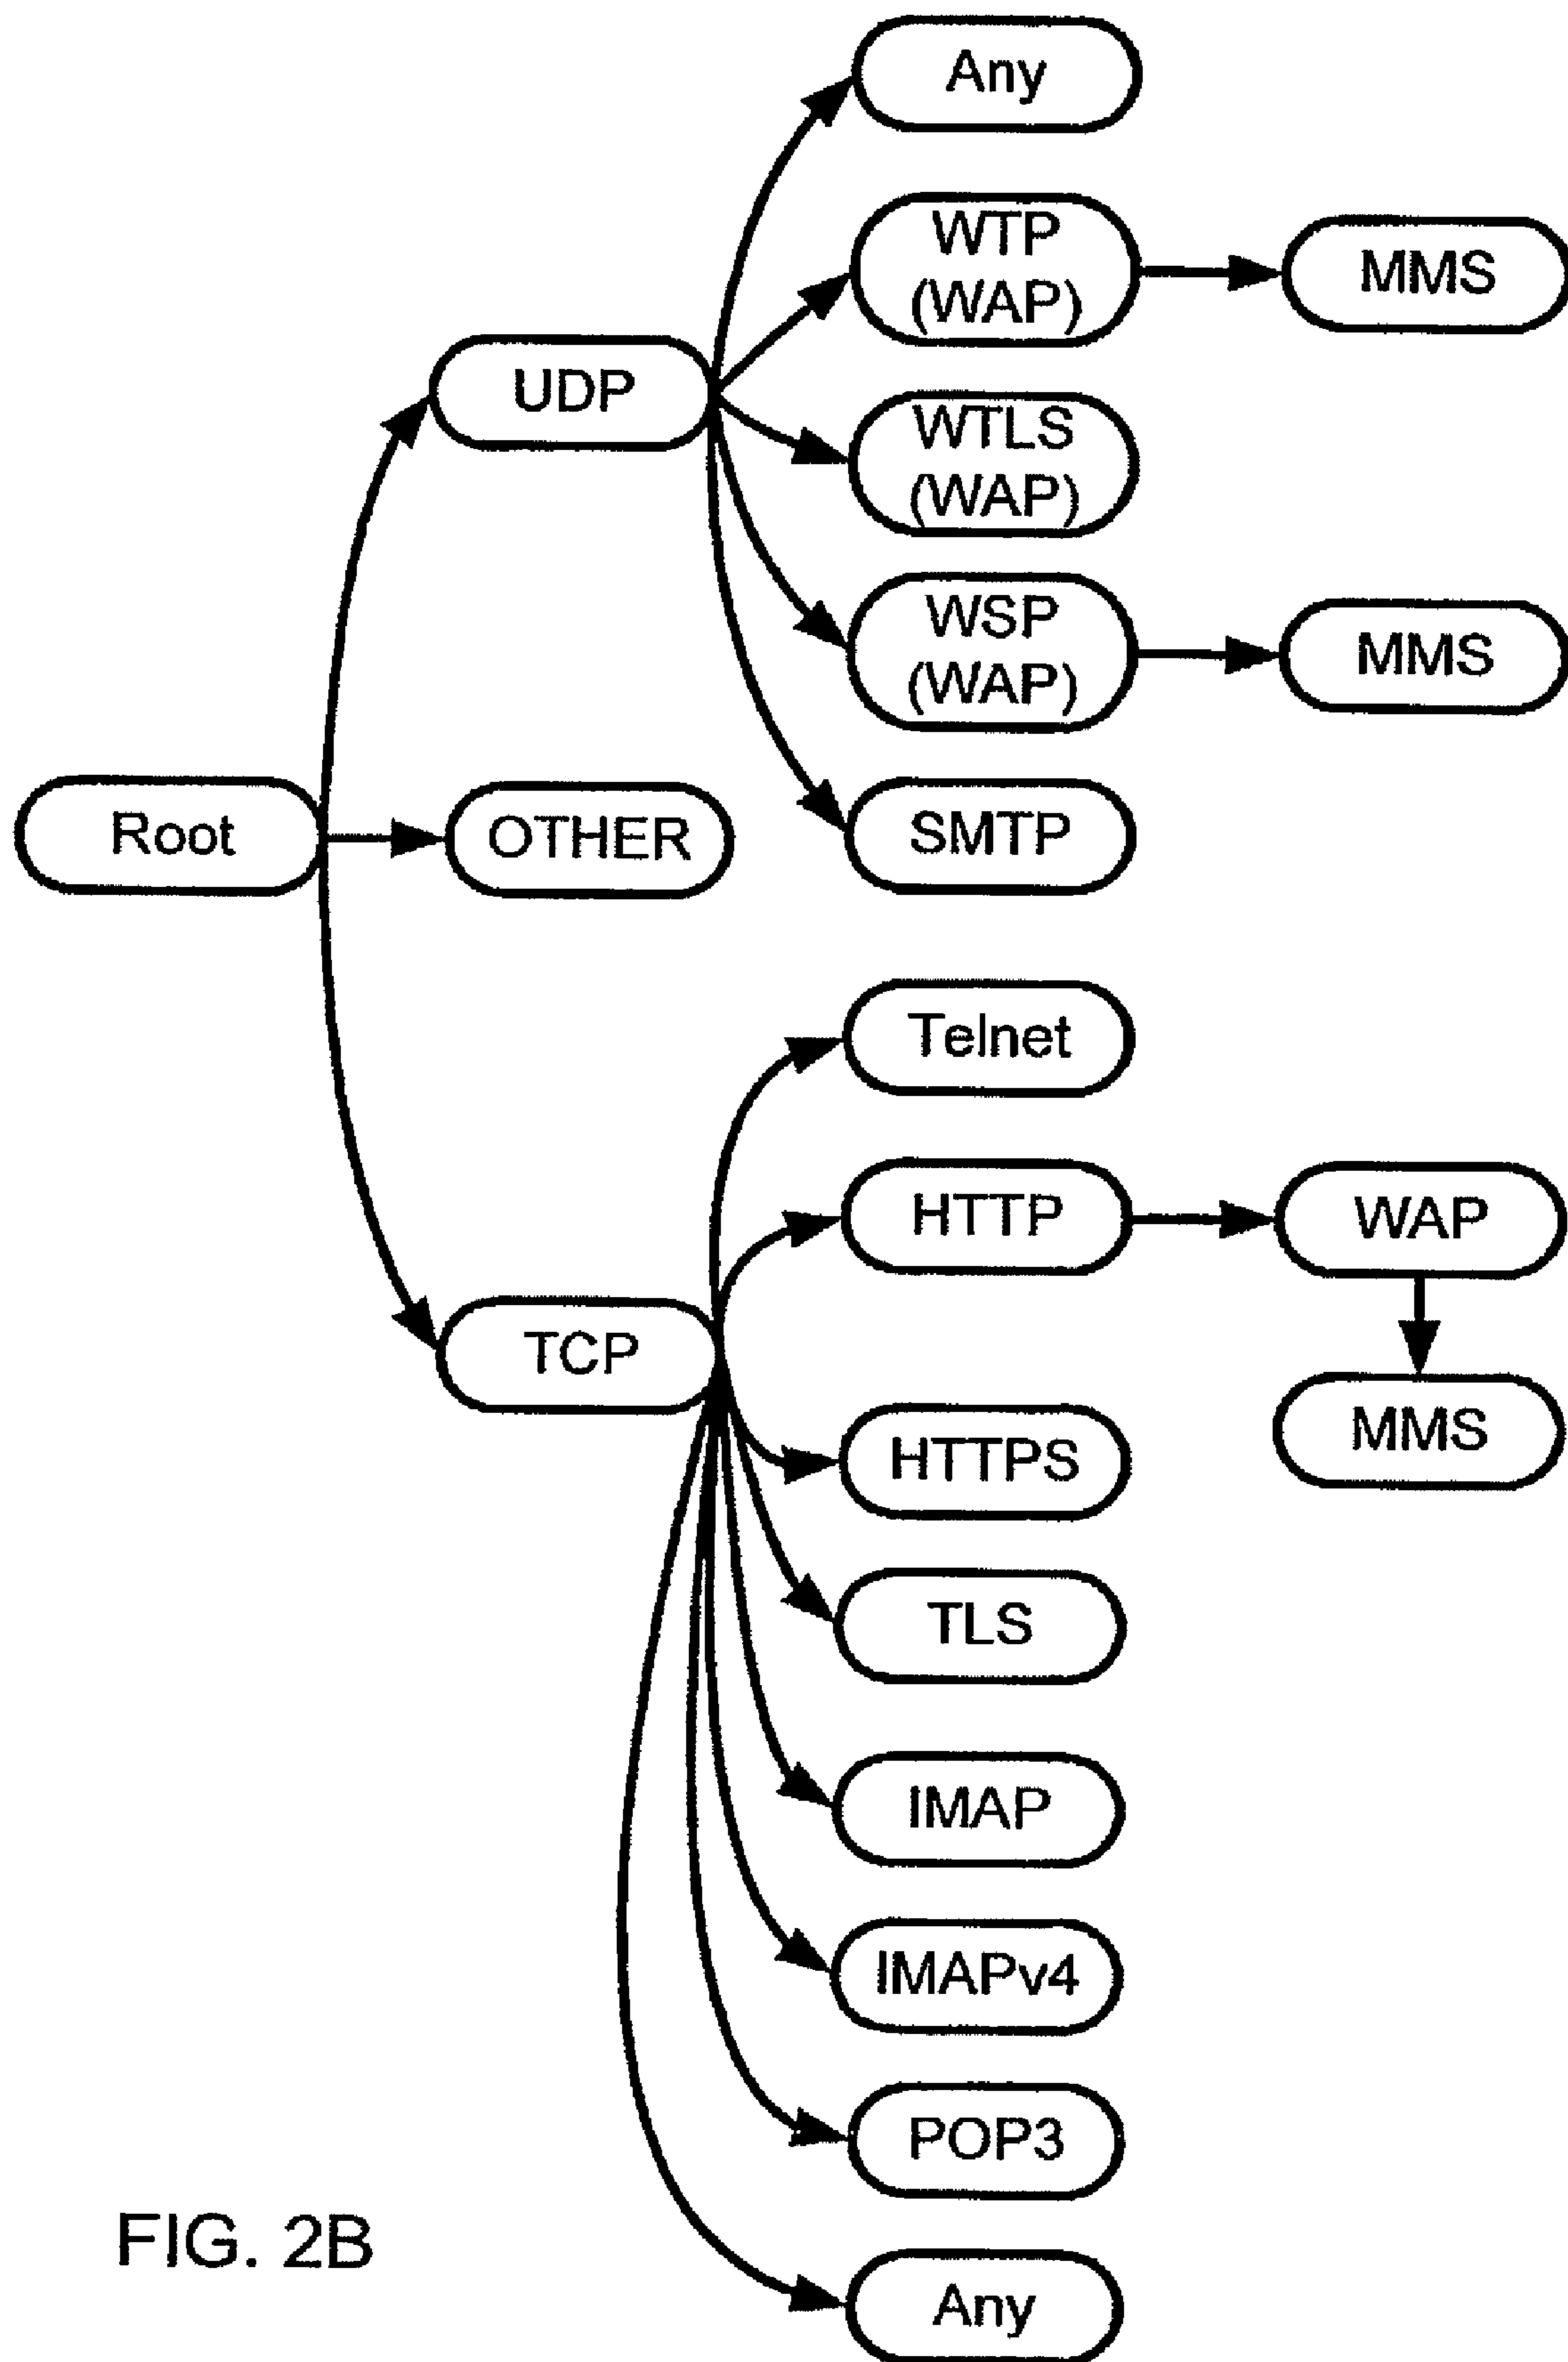 Any
WTP
(WAP)
MMS
UDP
WTLS
(WAP)
WSP
(WAP)
MMS
Root
OTHER
SMTP
Telnet
HTTP
WAP
TCP
MMS
HTTPS
TLS
IMAP
IMAPv4
POP3
FIG. 2B
Any